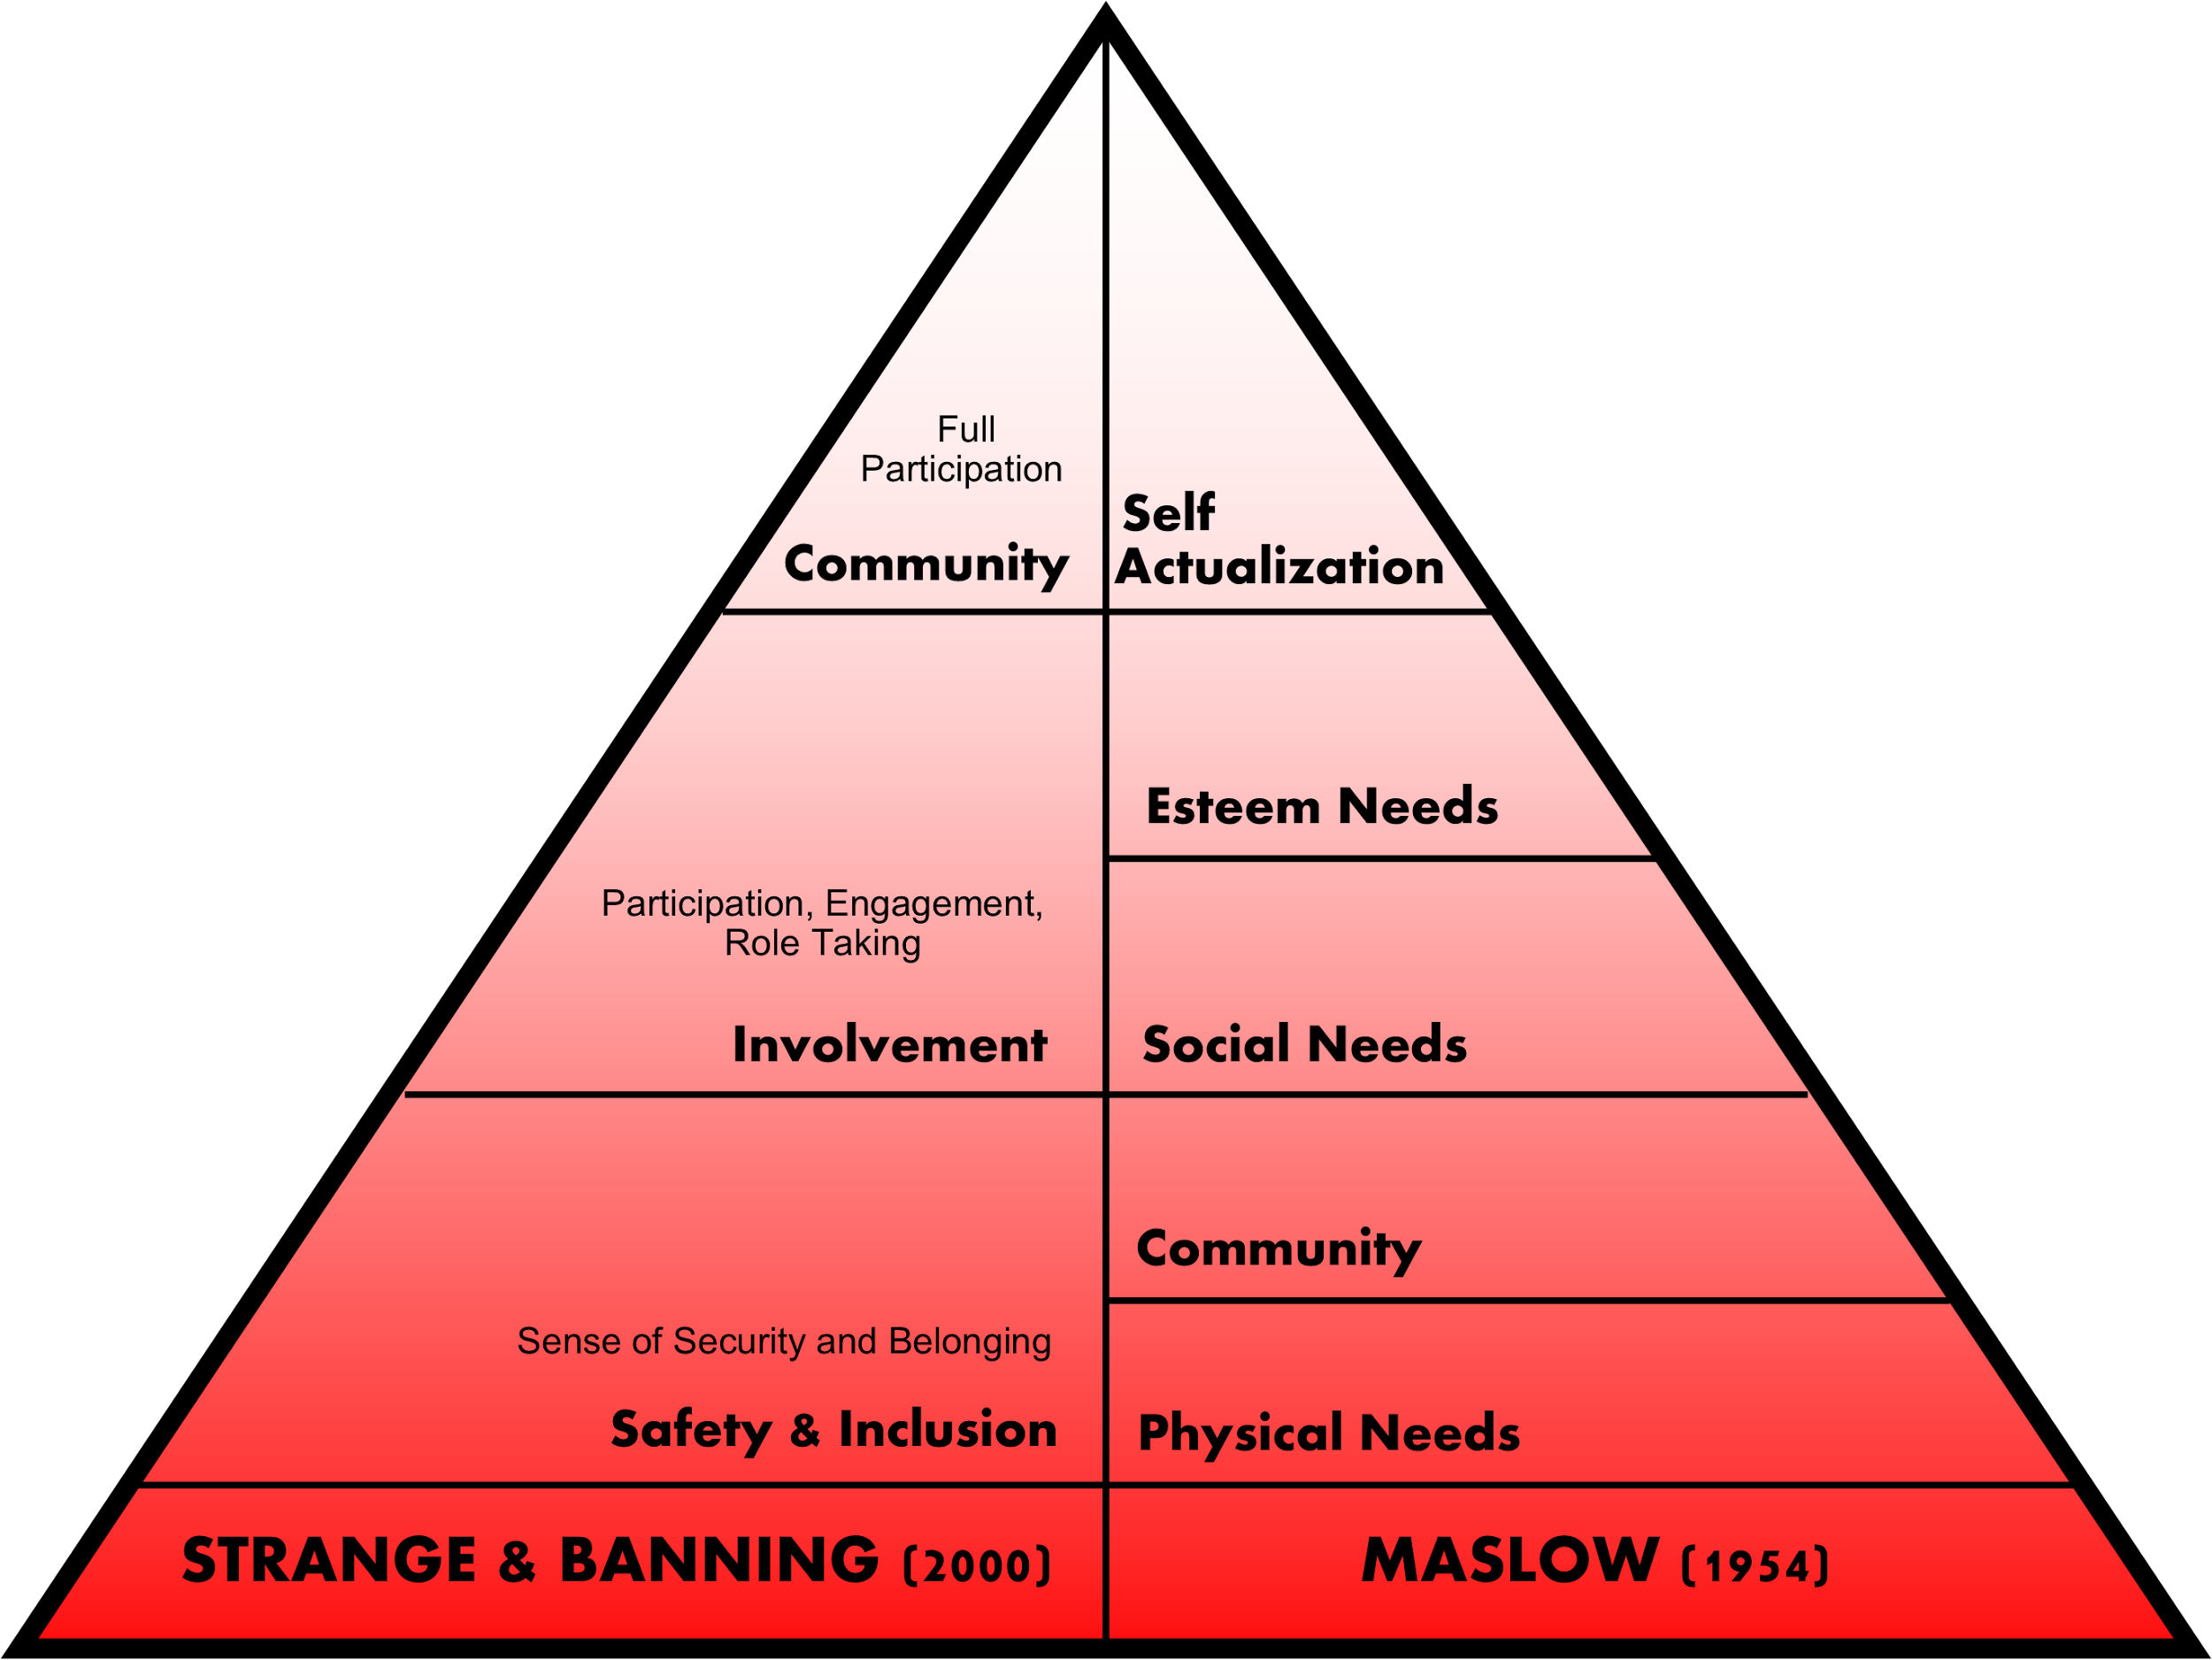 Full
Participation
Community
Self
Actualization
Esteem Needs
Participation, Engagement,
Role Taking
Involvement
Social Needs
Community
Sense of Security and Belonging
Safety & Inclusion
Physical Needs
STRANGE & BANNING (2000)
MASLOW (1954)